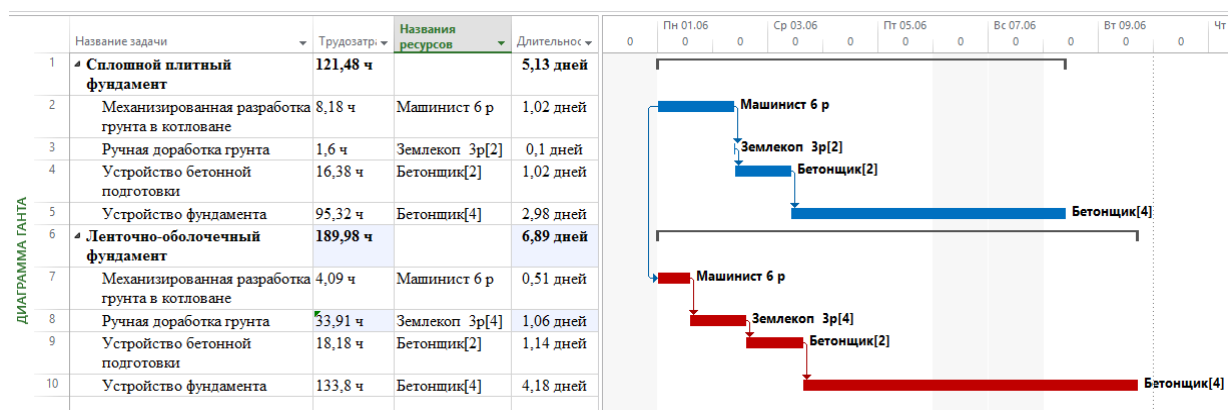 Пн 01.06 Ср 03.06 Пт 05.06 Вс 07.06 Вт 09.06 Чт
Название задачи Трудозатра Названия ресурсов Длительнос 0 0 0 0 0 0 0 0 0 0 0
1 Сплошной плитный 121,48 ч 5,13 дней
фундамент
2 Механизированная разработка 8,18 ч Машинист 6 р 1,02 дней Машинист 6 р
грунта в котловане
3 Ручная доработка грунта 1,6 ч Землекоп 3р[2] 0,1 дней Землекоп 3р[2]
4 Устройство бетонной 16,38 ч Бетонщик[2] 1,02 дней Бетонщик[2]
подготовки
5 Устройство фундамента 95,32 ч Бетонщик[4] 2,98 дней Бетонщик[4]
6 Ленточно-оболочечный 189,98 ч 6,89 дней
фундамент
7 Механизированная разработка 4,09 ч Машинист 6 р 0,51 дней Машинист 6 р
грунта в котловане
8 Ручная доработка грунта 33,91 ч Землекоп 3р[4] 1,06 дней Землекоп 3р[4]
9 Устройство бетонной 18,18 ч Бетонщик[2] 1,14 дней Бетонщик[2]
подготовки
10 Устройство фундамента 133,8 ч Бетонщик[4] 4,18 дней Бетонщик[4]
ДИАГРАММА ГАНТА